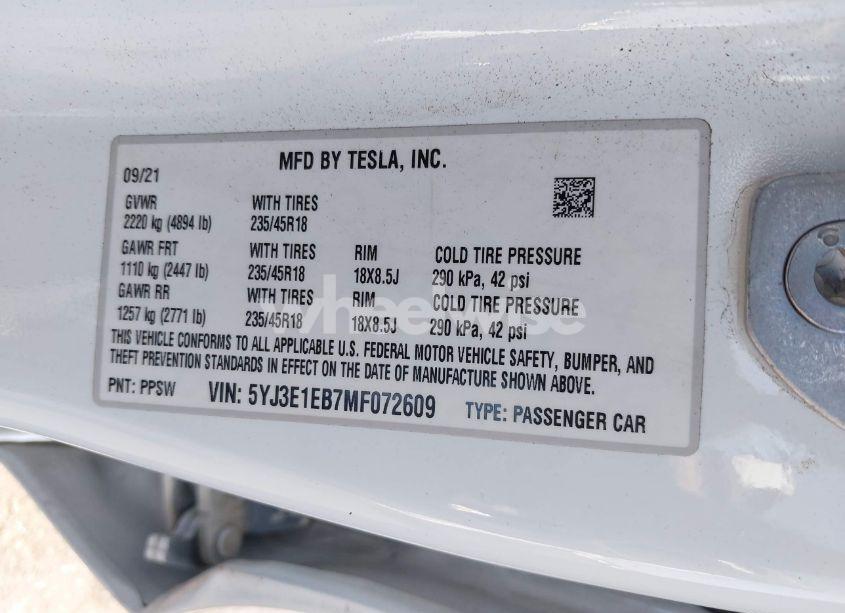 MFD BY TESLA, INC.
09/21
GVWR WITH TIRES
2220 kg (4894 lb) 235/45R18
GAWR FRT WITH TIRES RIM COLD TIRE PRESSURE
1110 kg (2447 lb) 235/45R18 18X8.5J 290 kPa, 42 psi
GAWR RR WITH TIRES RIM COLD TIRE PRESSURE
1257 kg (2771 lb) 235/45R18 18X8.5J 290 kPa, 42 psi
THIS VEHICLE CONFORMS TO ALL APPLICABLE U.S. FEDERAL MOTOR VEHICLE SAFETY, BUMPER, AND
THEFT PREVENTION STANDARDS IN EFFECT ON THE DATE OF MANUFACTURE SHOWN ABOVE.
PNT: PPSW VIN: 5YJ3E1EB7MF072609 TYPE: PASSENGER CAR
wheelwise